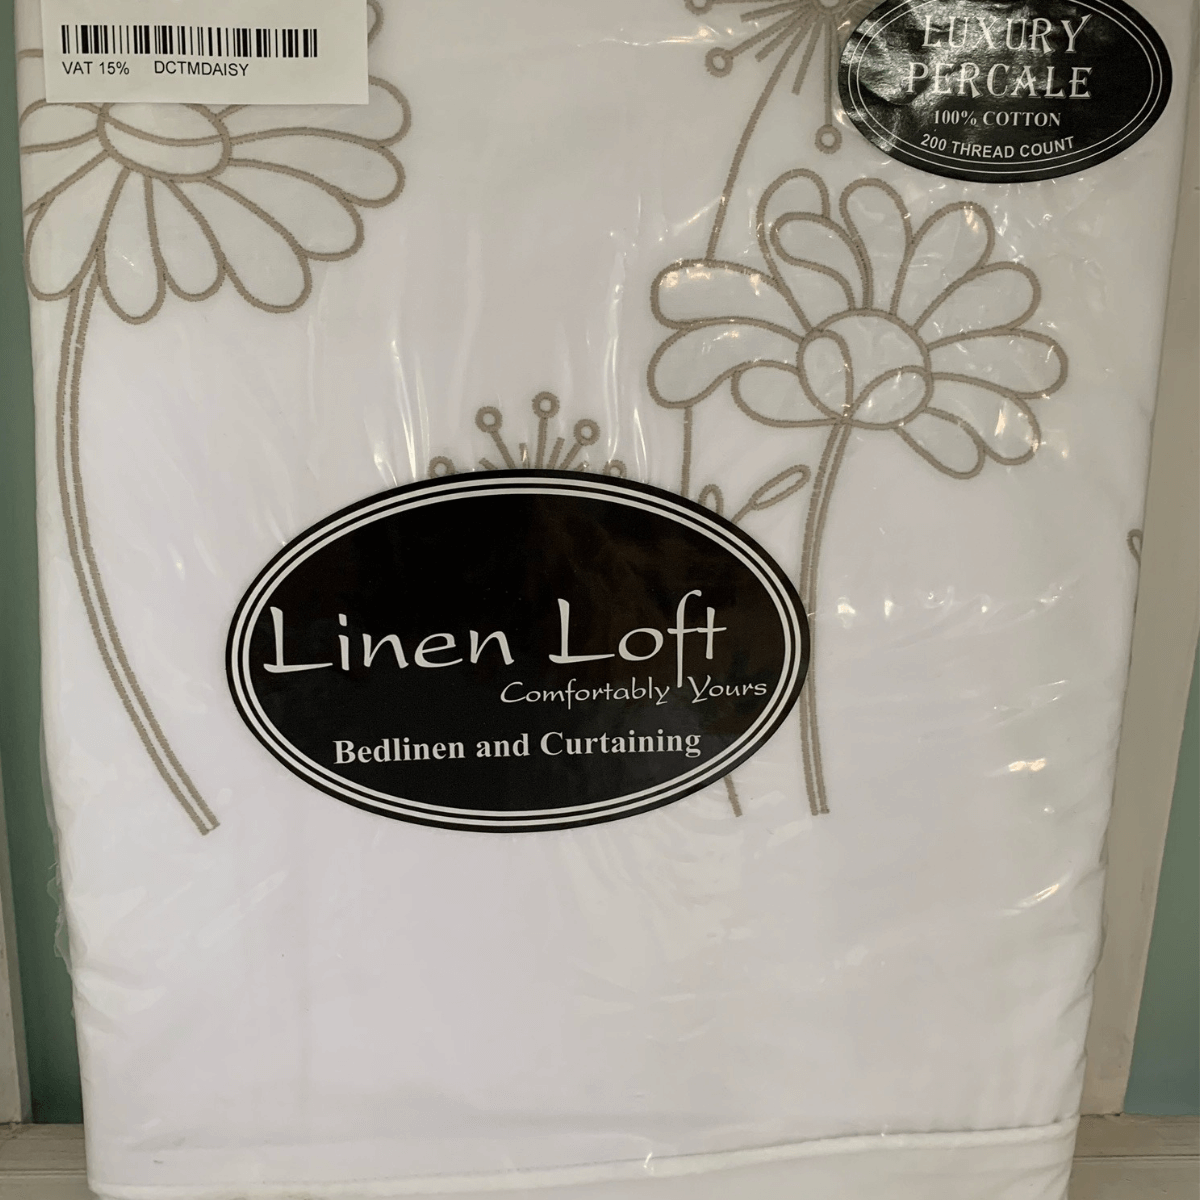 VAT 15% DCTMDAISY
LUXURY
PERCALE
100% COTTON
200 THREAD COUNT
Linen Loft
Comfortably Yours
Bedlinen and Curtaining